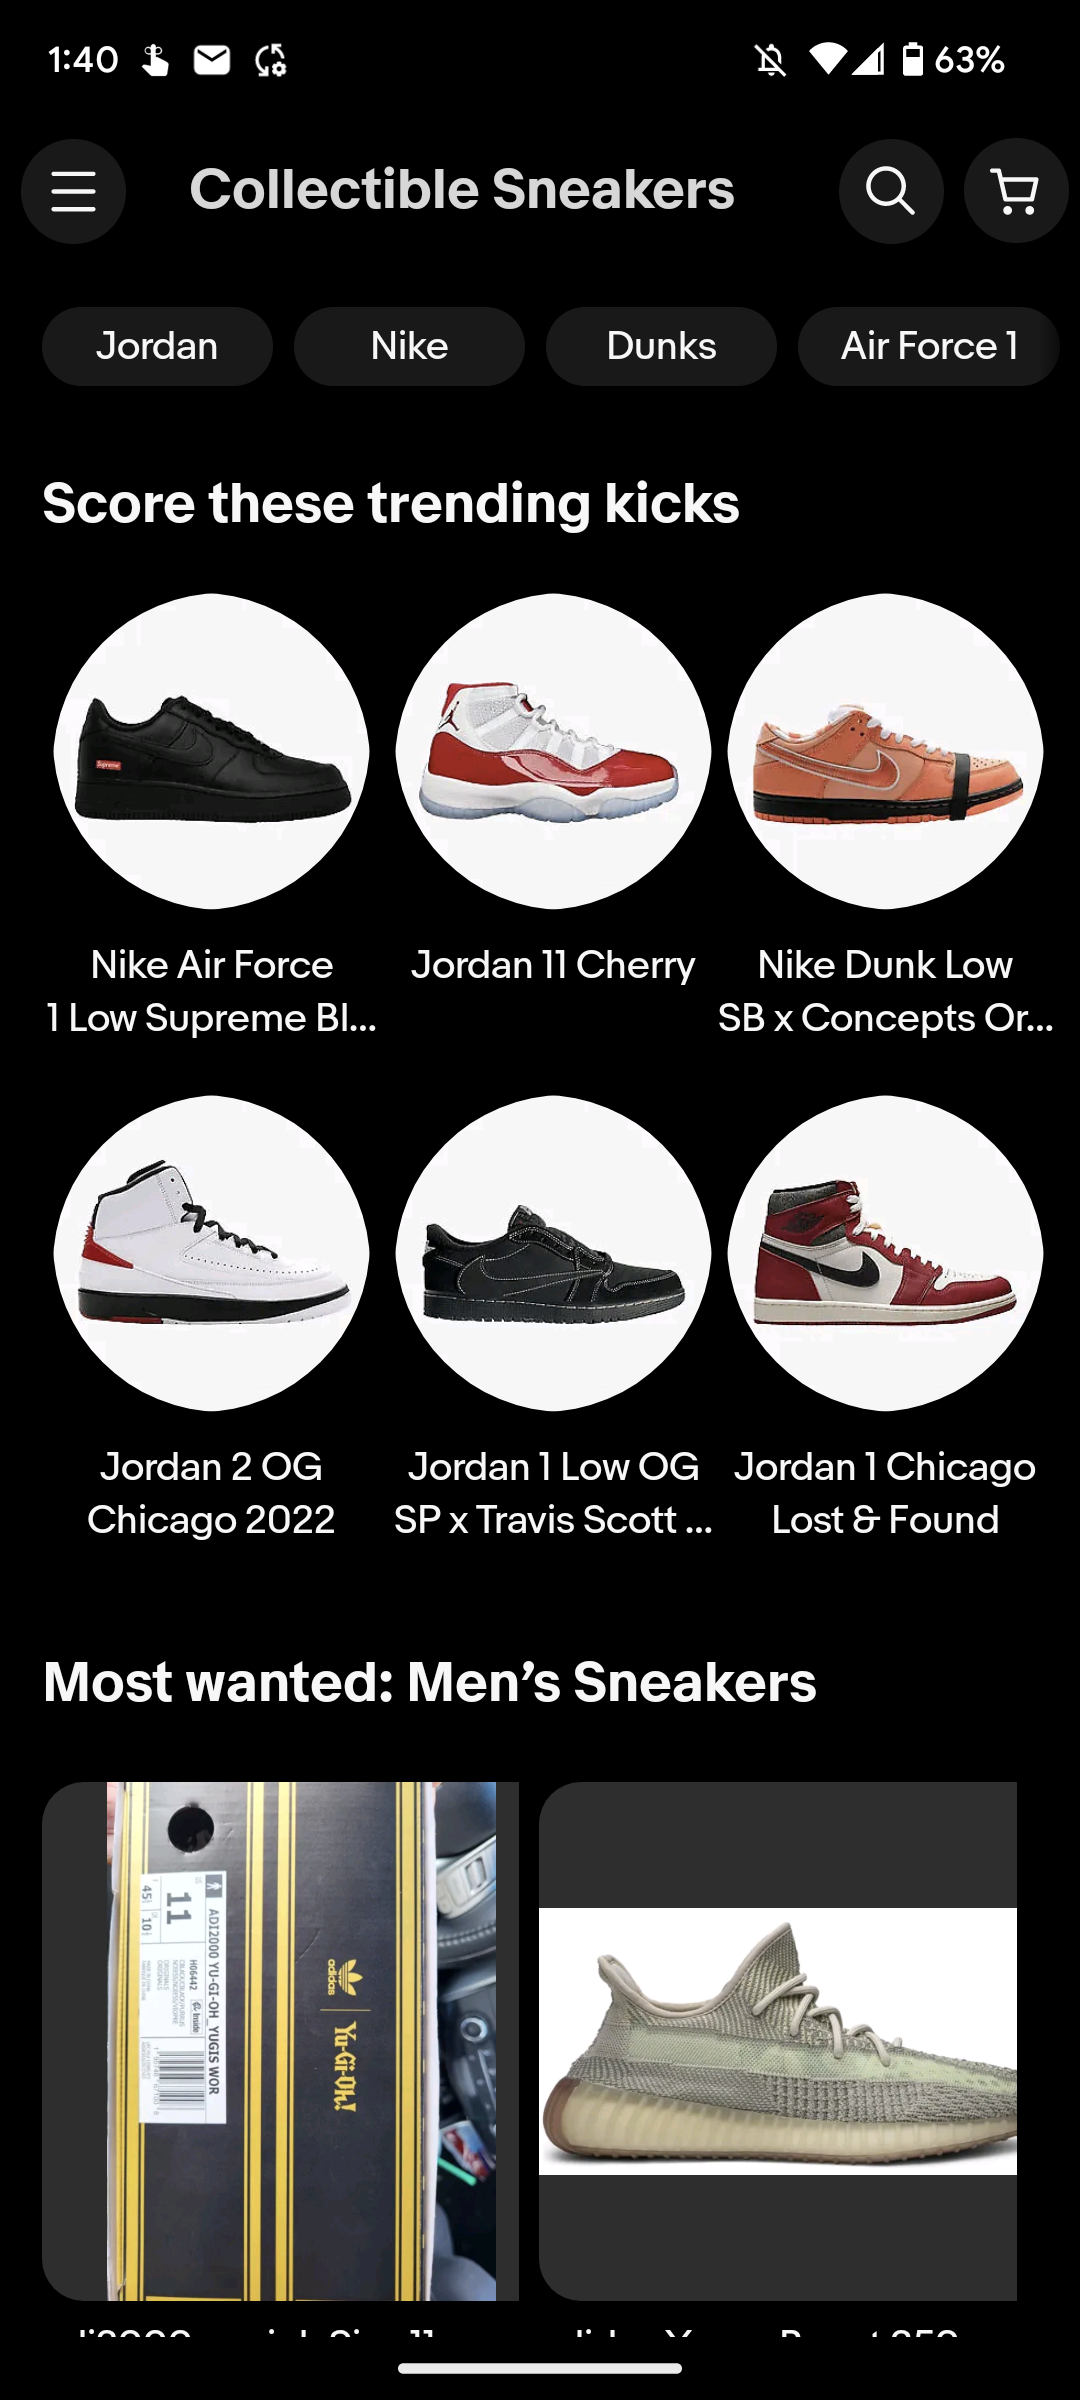 1:40
63%
Collectible Sneakers
Jordan
Nike
Dunks
Air Force 1
Score these trending kicks
Nike Air Force
1 Low Supreme Bl...
Jordan 11 Cherry
Nike Dunk Low
SB x Concepts Or...
Jordan 2 OG
Chicago 2022
Jordan 1 Low OG
SP x Travis Scott ...
Jordan 1 Chicago
Lost & Found
Most wanted: Men’s Sneakers
ADI2000 YU-GI-OH_YUGIS WOR
11
45⅓
10½
H06442
adidas
Yu-Gi-Oh!